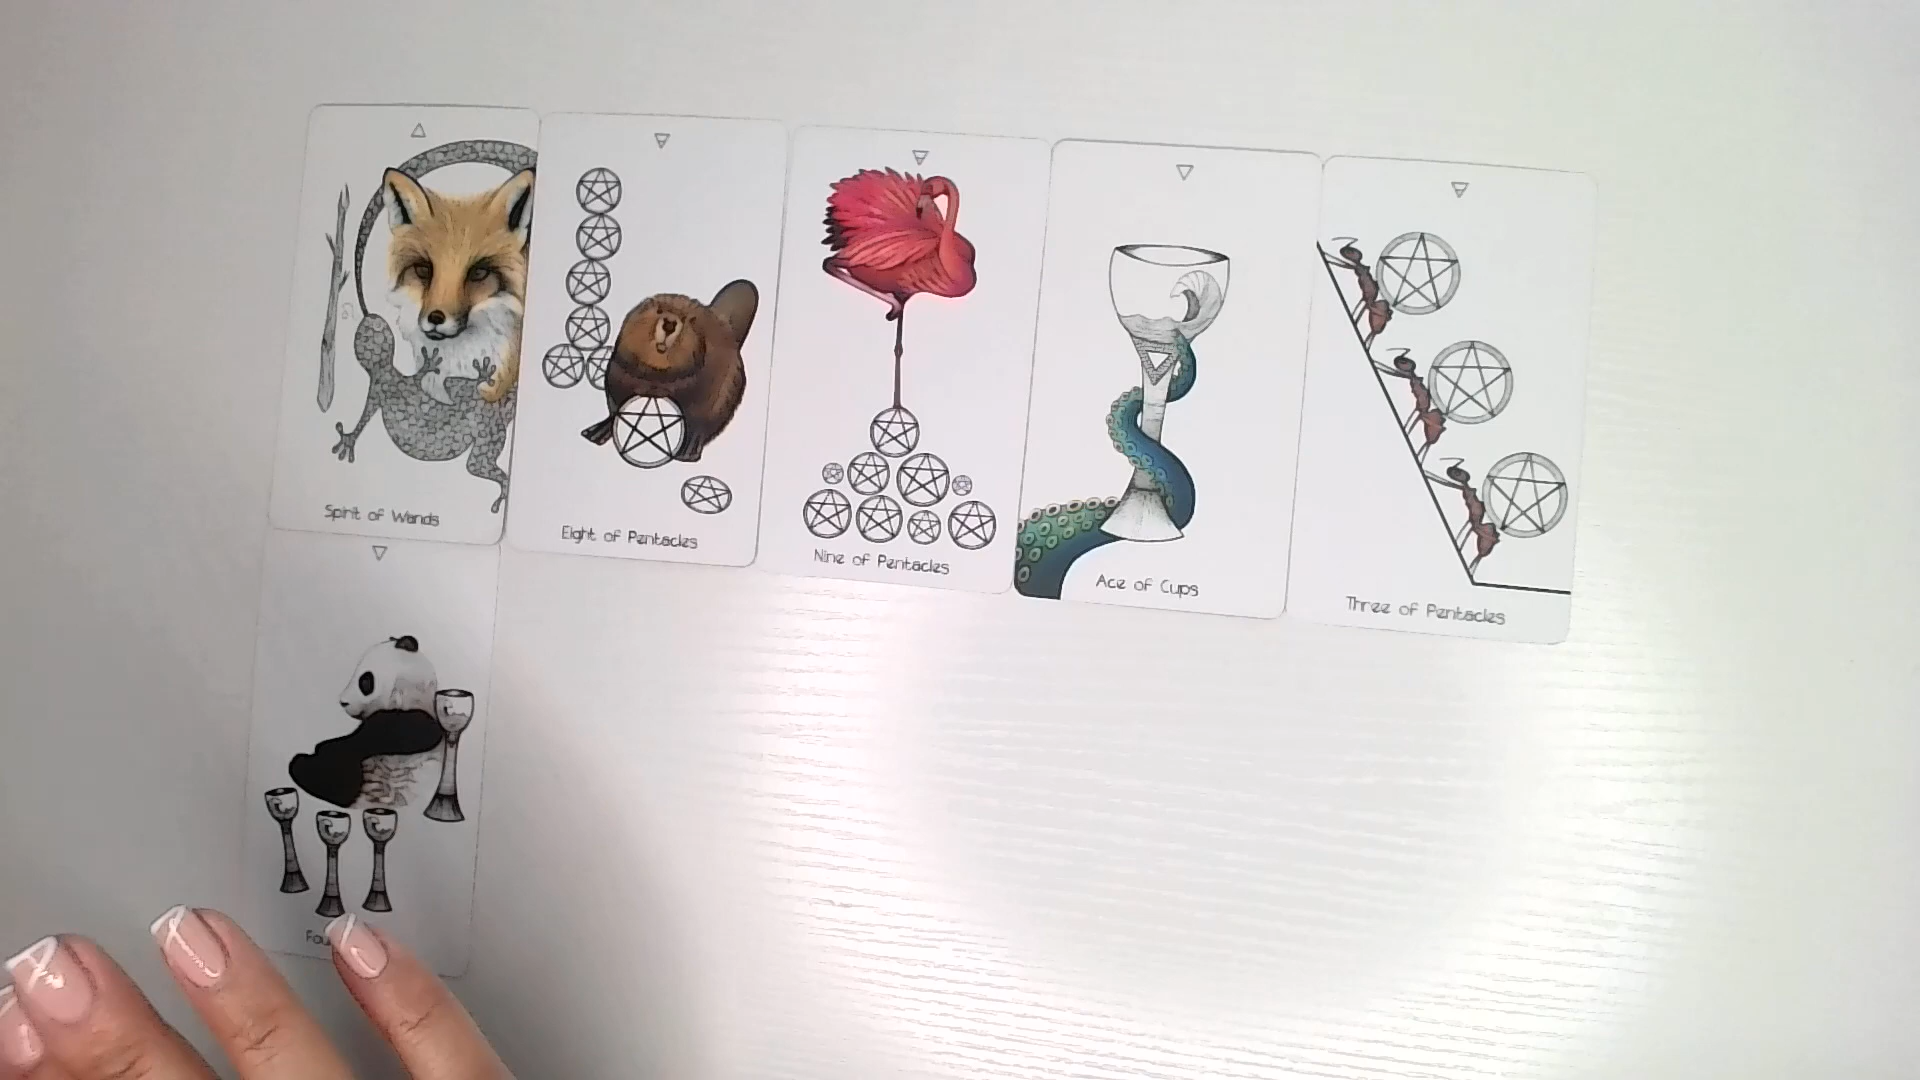 Spirit of Wands
Eight of Pentacles
Nine of Pentacles
Ace of Cups
Three of Pentacles